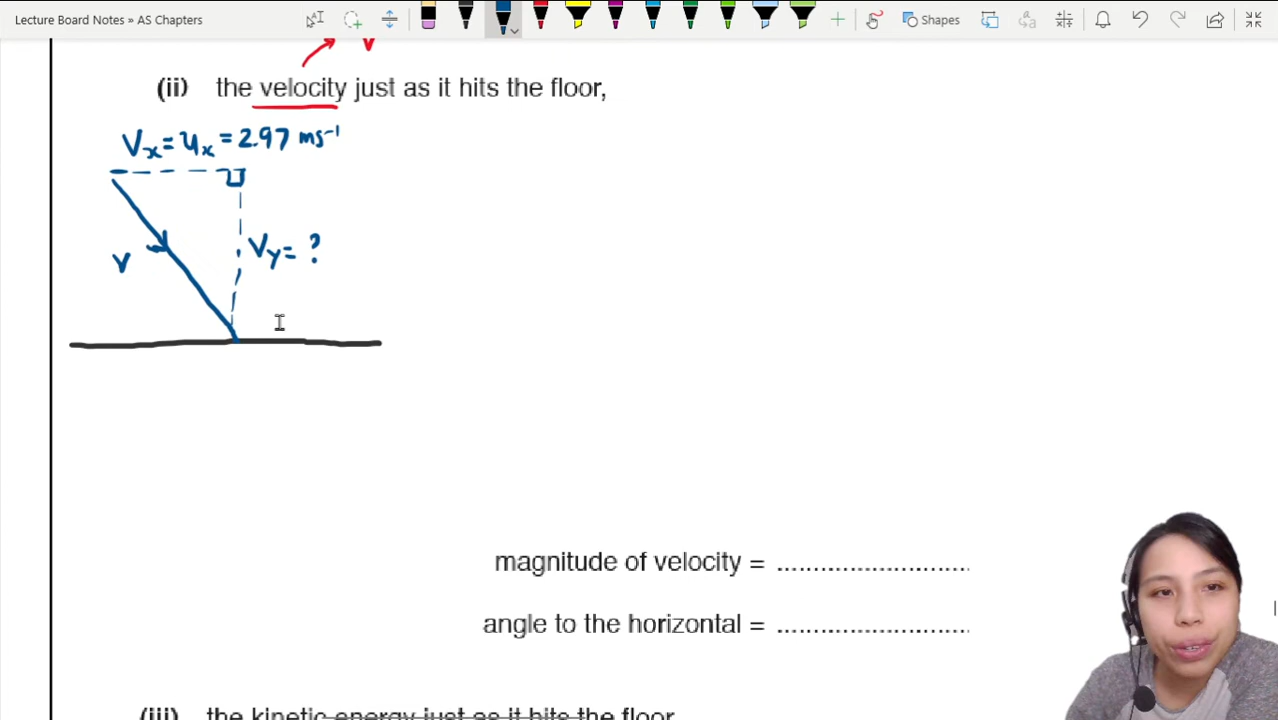 Lecture Board Notes » AS Chapters
Shapes
V
(ii) the velocity just as it hits the floor,
Vx = ux = 2.97 ms⁻¹
v
Vy = ?
magnitude of velocity = ..........................
angle to the horizontal = ..........................
(iii) the kinetic energy just as it hits the floor